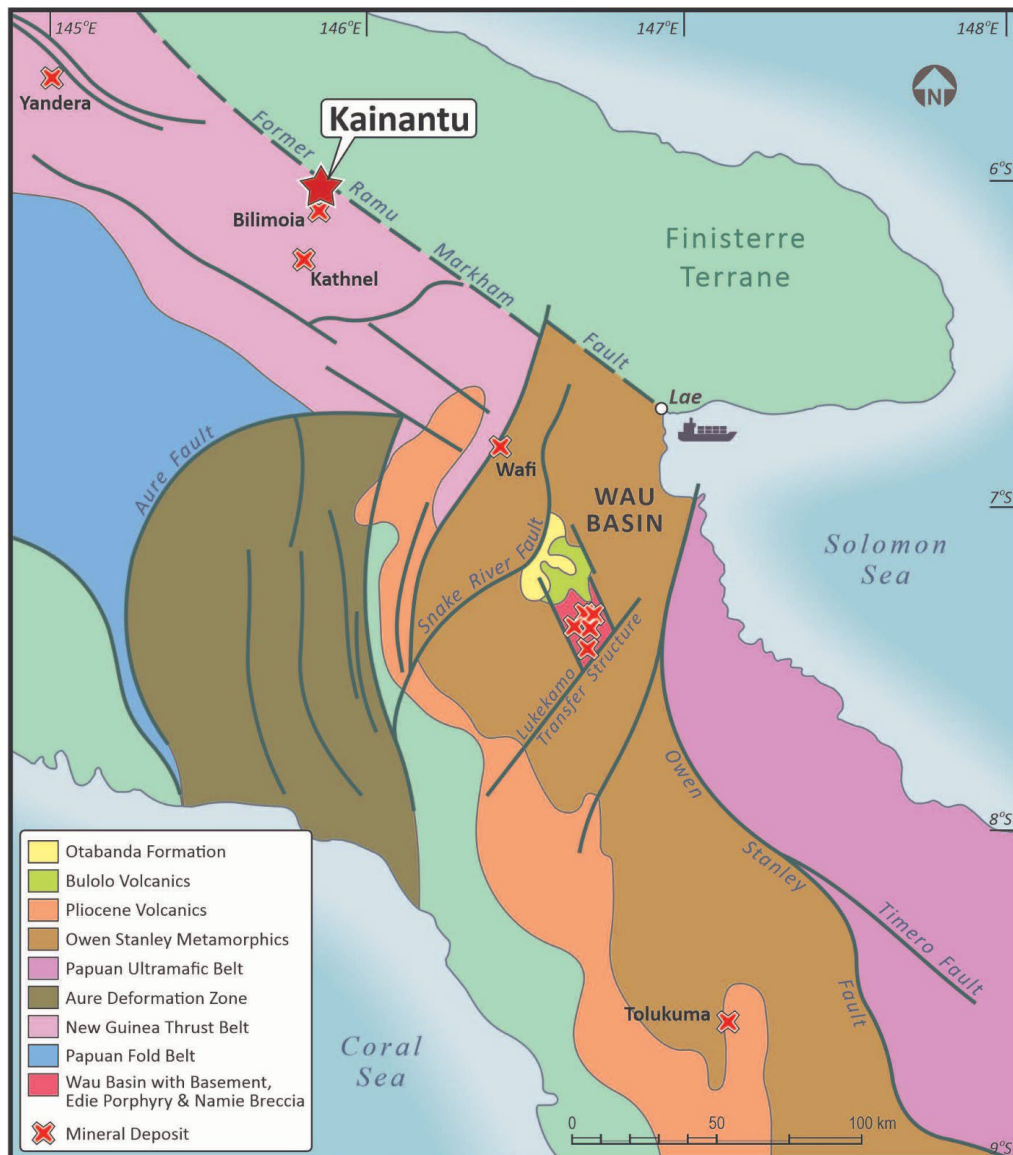 145°E
146°E
147°E
148°E
Yandera
Kainantu
N
Former Ramu Markham Fault
6°S
Bilimoia
Kathnel
Finisterre
Terrane
Lae
Aure Fault
Wafi
WAU
BASIN
7°S
Snake River Fault
Solomon
Sea
Lukekamo
Transfer Structure
Owen Stanley Fault
8°S
Timero Fault
Otabanda Formation
Bulolo Volcanics
Pliocene Volcanics
Owen Stanley Metamorphics
Papuan Ultramafic Belt
Aure Deformation Zone
New Guinea Thrust Belt
Papuan Fold Belt
Wau Basin with Basement,
Edie Porphyry & Namie Breccia
Mineral Deposit
Coral
Sea
Tolukuma
0 50 100 km
9°S